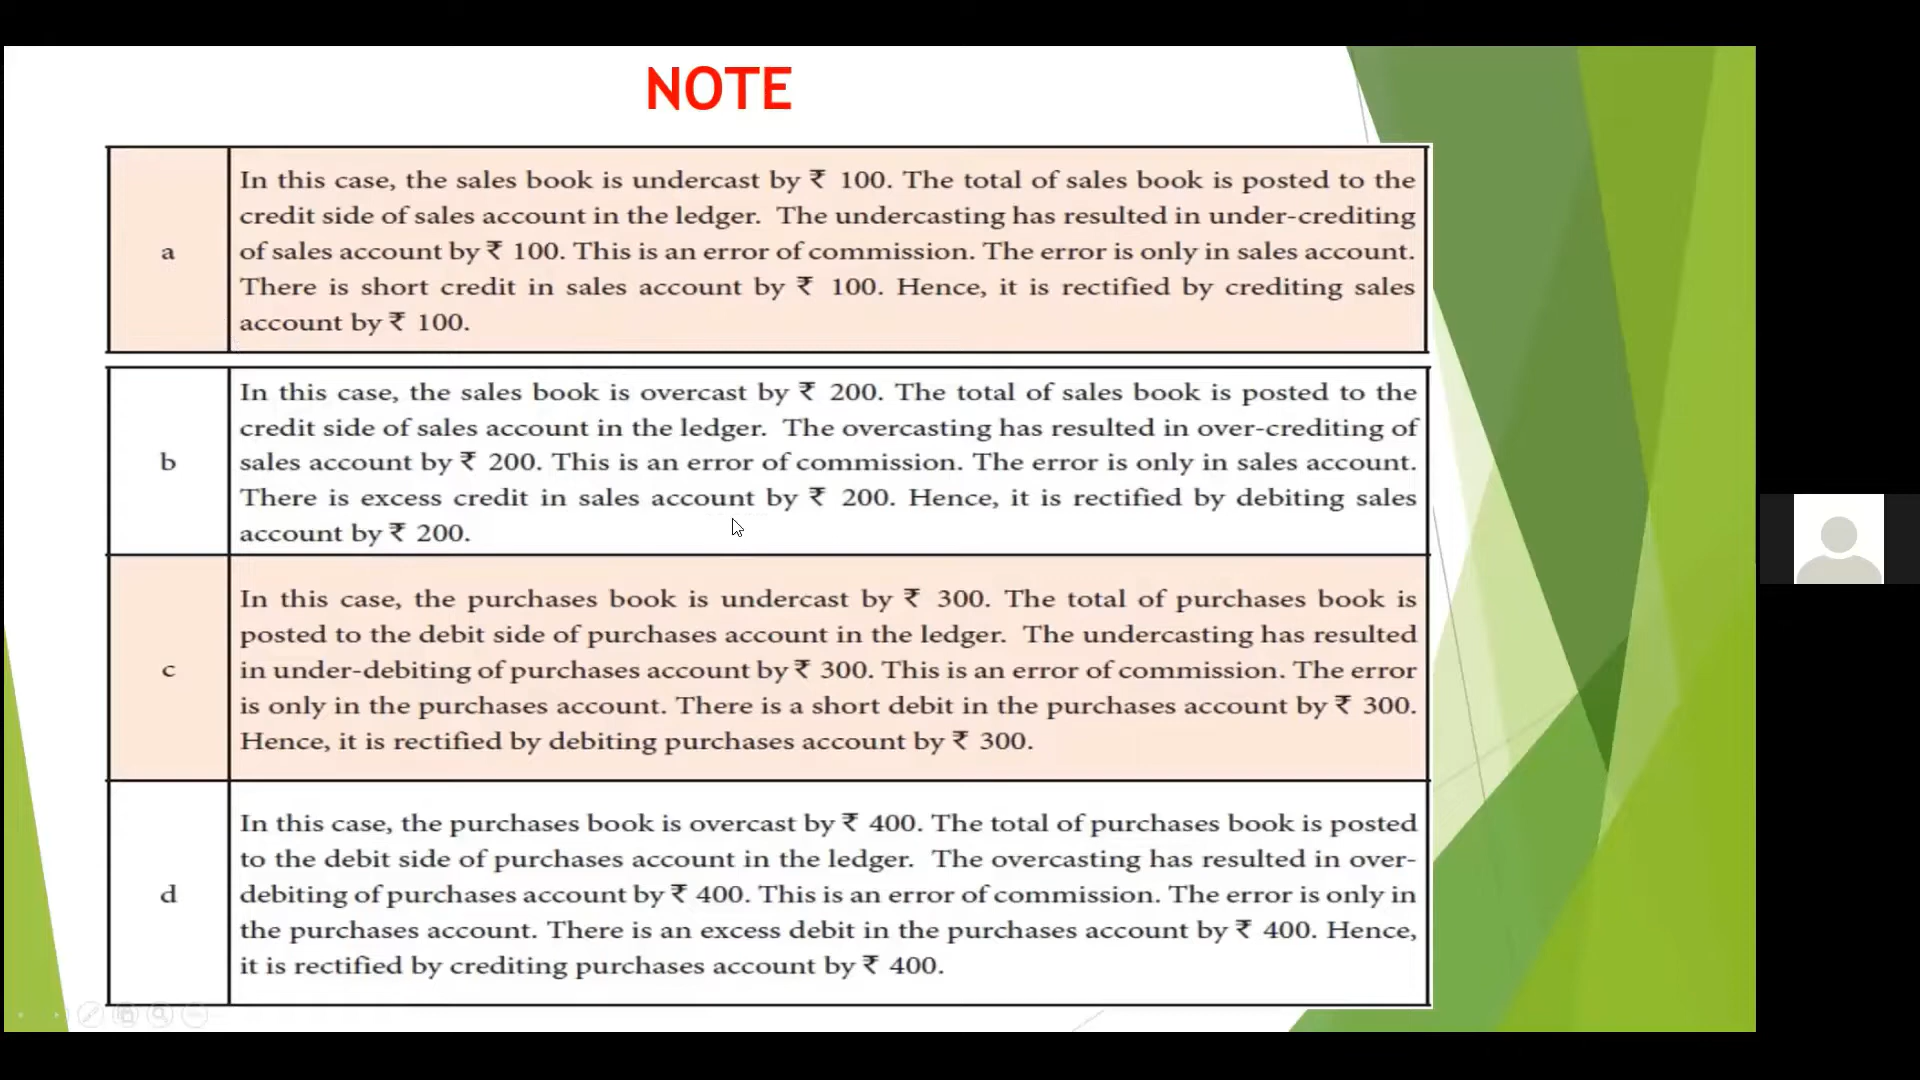 NOTE
a
In this case, the sales book is undercast by ₹ 100. The total of sales book is posted to the
credit side of sales account in the ledger. The undercasting has resulted in under-crediting
of sales account by ₹ 100. This is an error of commission. The error is only in sales account.
There is short credit in sales account by ₹ 100. Hence, it is rectified by crediting sales
account by ₹ 100.
b
In this case, the sales book is overcast by ₹ 200. The total of sales book is posted to the
credit side of sales account in the ledger. The overcasting has resulted in over-crediting of
sales account by ₹ 200. This is an error of commission. The error is only in sales account.
There is excess credit in sales account by ₹ 200. Hence, it is rectified by debiting sales
account by ₹ 200.
c
In this case, the purchases book is undercast by ₹ 300. The total of purchases book is
posted to the debit side of purchases account in the ledger. The undercasting has resulted
in under-debiting of purchases account by ₹ 300. This is an error of commission. The error
is only in the purchases account. There is a short debit in the purchases account by ₹ 300.
Hence, it is rectified by debiting purchases account by ₹ 300.
d
In this case, the purchases book is overcast by ₹ 400. The total of purchases book is posted
to the debit side of purchases account in the ledger. The overcasting has resulted in over-
debiting of purchases account by ₹ 400. This is an error of commission. The error is only in
the purchases account. There is an excess debit in the purchases account by ₹ 400. Hence,
it is rectified by crediting purchases account by ₹ 400.